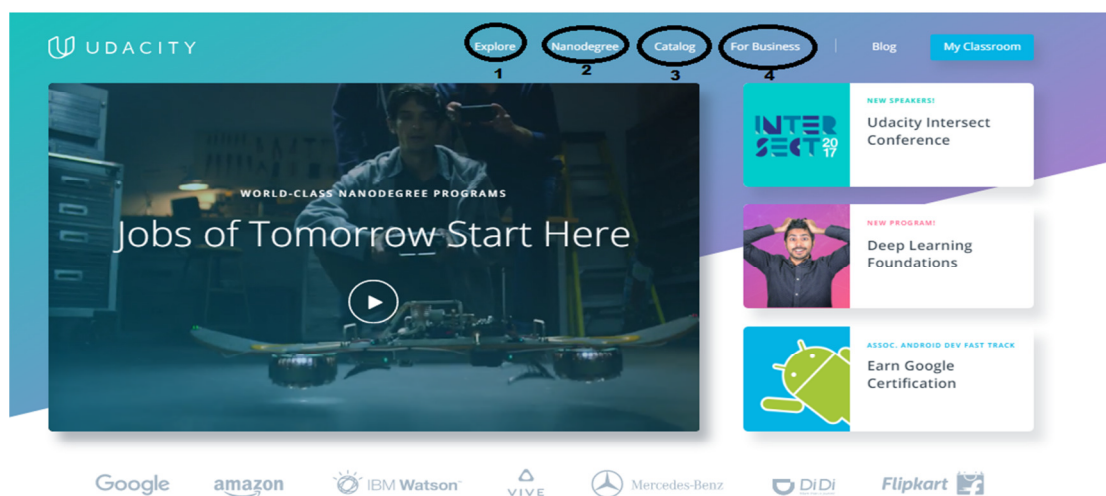 UDACITY
Explore Nanodegree Catalog For Business Blog My Classroom
1 2 3 4
WORLD-CLASS NANODEGREE PROGRAMS
Jobs of Tomorrow Start Here
INTER
SECT 20
17
NEW SPEAKERS!
Udacity Intersect
Conference
NEW PROGRAM!
Deep Learning
Foundations
ASSOC. ANDROID DEV FAST TRACK
Earn Google
Certification
Google amazon IBM Watson VIVE Mercedes-Benz DiDi Flipkart